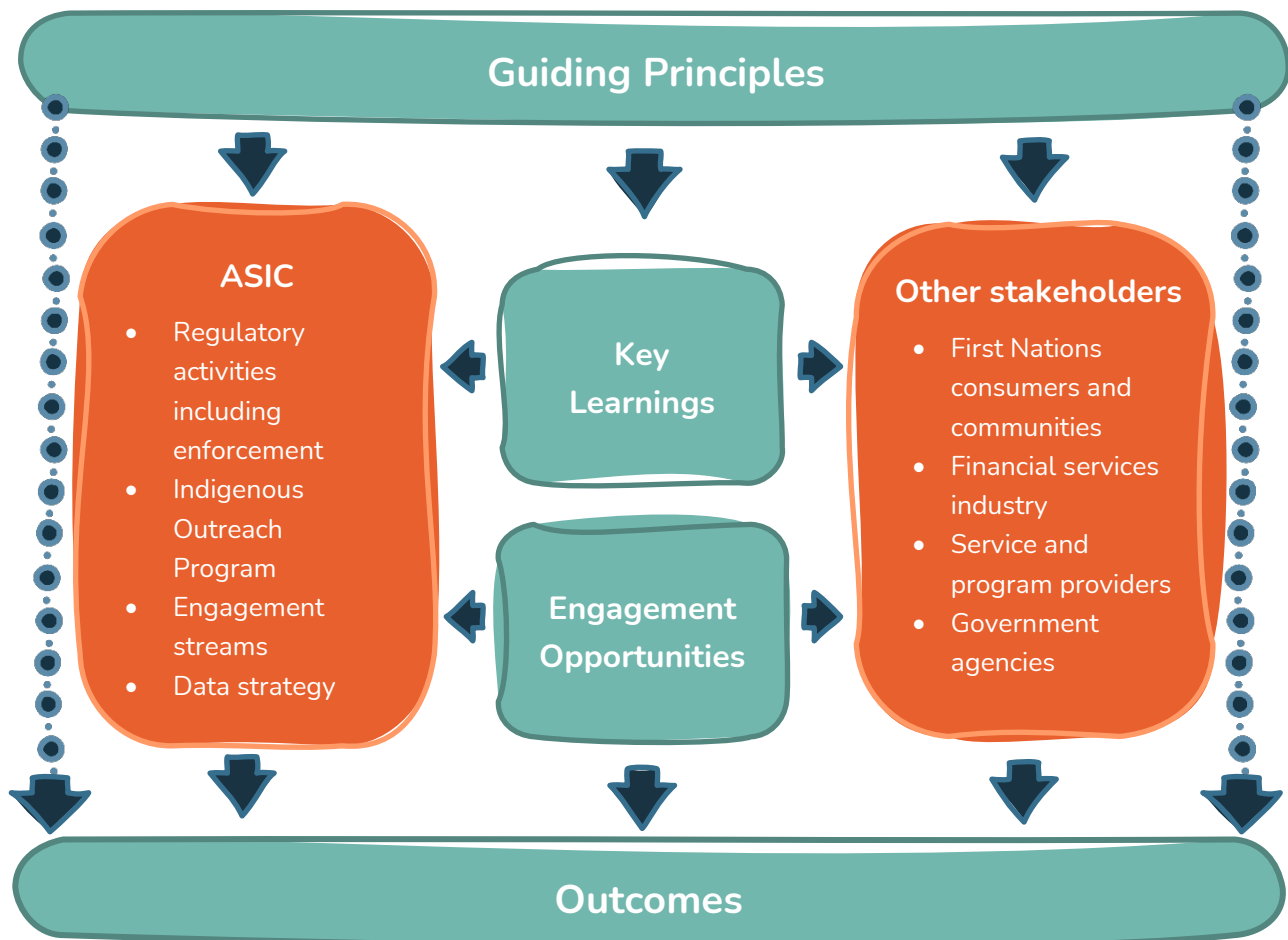 Guiding Principles
ASIC
• Regulatory
activities
including
enforcement
• Indigenous
Outreach
Program
• Engagement
streams
• Data strategy
Key
Learnings
Engagement
Opportunities
Other stakeholders
• First Nations
consumers and
communities
• Financial services
industry
• Service and
program providers
• Government
agencies
Outcomes